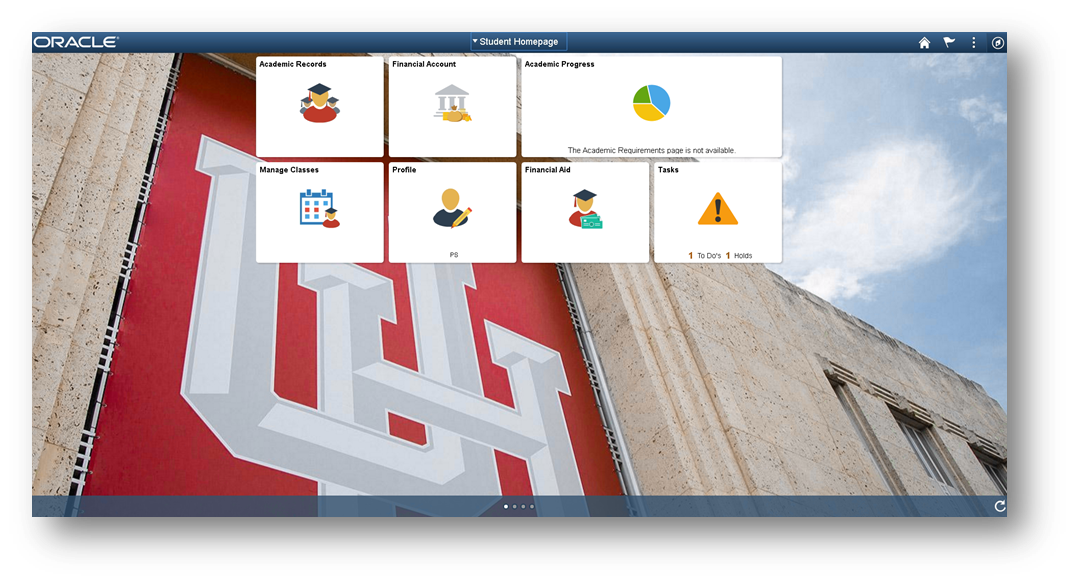 ORACLE
Student Homepage
Academic Records
Financial Account
Academic Progress
The Academic Requirements page is not available.
Manage Classes
Profile
Financial Aid
Tasks
PS
1 To Do's 1 Holds
UH